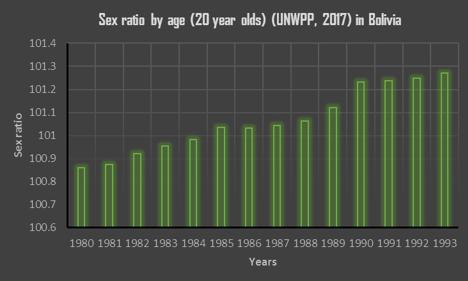 Sex ratio by age (20 year olds) (UNWPP, 2017) in Bolivia
101.4
101.3
101.2
101.1
101
100.9
100.8
100.7
100.6
Sex ratio
1980 1981 1982 1983 1984 1985 1986 1987 1988 1989 1990 1991 1992 1993
Years